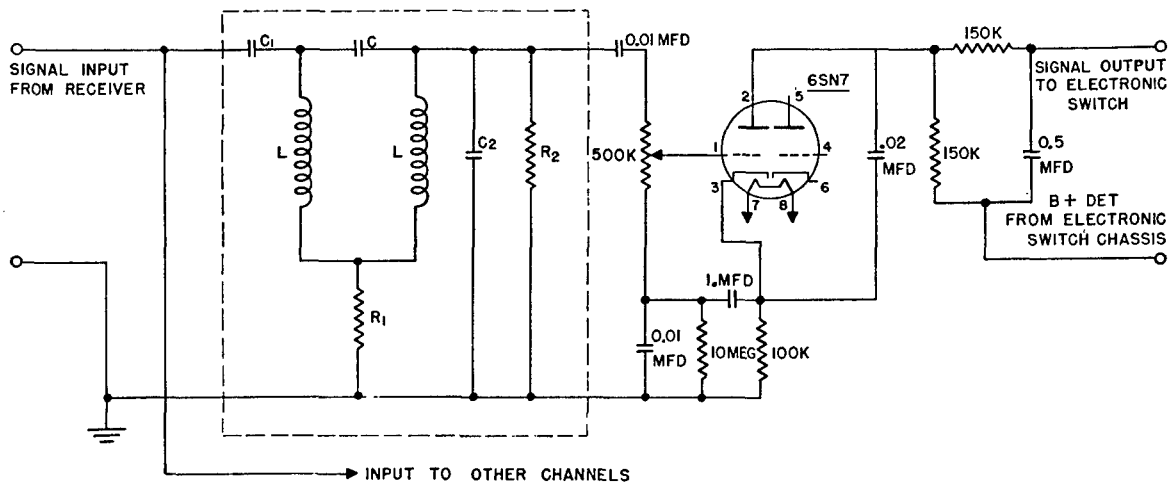 C1
C
0.01 MFD
150K
SIGNAL INPUT
FROM RECEIVER
SIGNAL OUTPUT
TO ELECTRONIC
SWITCH
6SN7
2
5
L
L
C2
R2
500K
1
4
3
6
7
8
.02
MFD
150K
0.5
MFD
B + DET
FROM ELECTRONIC
SWITCH CHASSIS
R1
1. MFD
0.01
MFD
10MEG
100K
INPUT TO OTHER CHANNELS